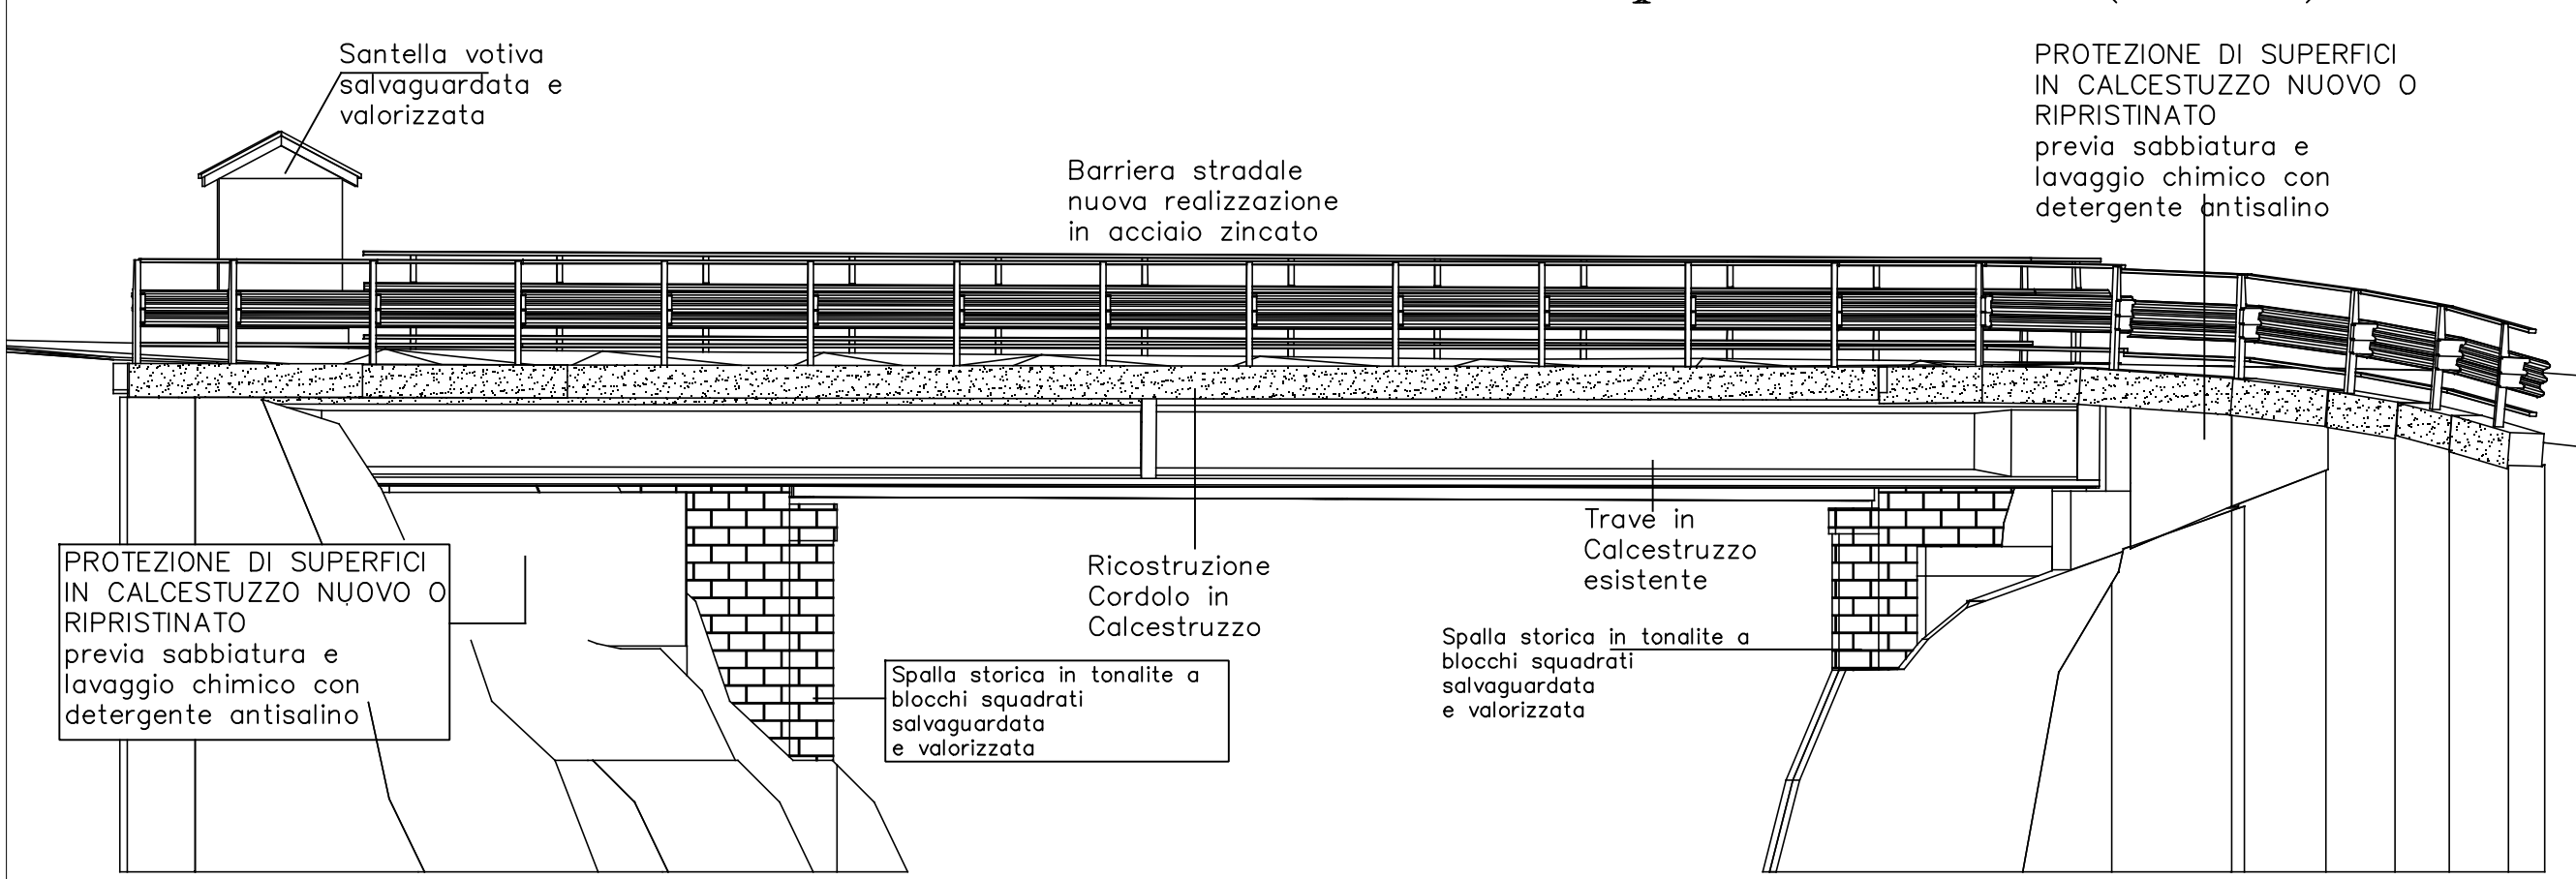 Santella votiva
salvaguardata e
valorizzata
PROTEZIONE DI SUPERFICI
IN CALCESTUZZO NUOVO O
RIPRISTINATO
previa sabbiatura e
lavaggio chimico con
detergente antisalino
Barriera stradale
nuova realizzazione
in acciaio zincato
PROTEZIONE DI SUPERFICI
IN CALCESTUZZO NUOVO O
RIPRISTINATO
previa sabbiatura e
lavaggio chimico con
detergente antisalino
Ricostruzione
Cordolo in
Calcestruzzo
Trave in
Calcestruzzo
esistente
Spalla storica in tonalite a
blocchi squadrati
salvaguardata
e valorizzata
Spalla storica in tonalite a
blocchi squadrati
salvaguardata
e valorizzata